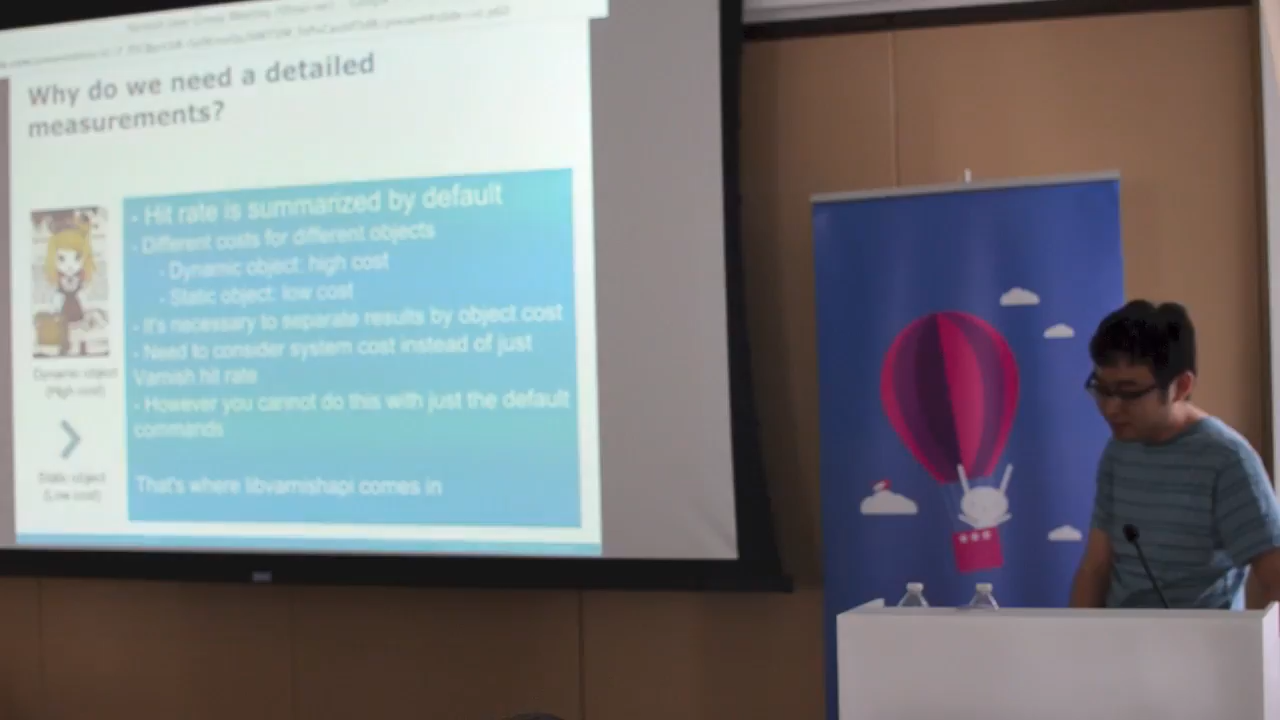 Why do we need a detailed
measurements?
- Hit rate is summarized by default
- Different costs for different objects
- Dynamic object: high cost
- Static object: low cost
- It's necessary to separate results by object cost
- Need to consider system cost instead of just
Varnish hit rate
- However you cannot do this with just the default
commands
That's where libvarnishapi comes in
Dynamic object
(High cost)
Static object
(Low cost)